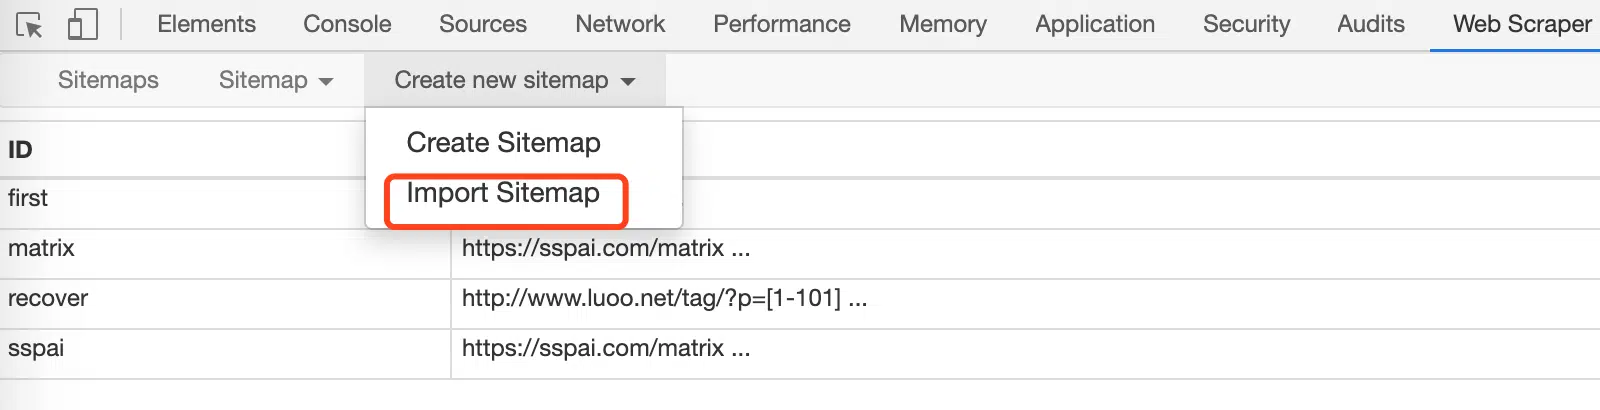 Elements Console Sources Network Performance Memory Application Security Audits Web Scraper
Sitemaps Sitemap Create new sitemap
Create Sitemap
ID
Import Sitemap
first
matrix https://sspai.com/matrix ...
recover http://www.luoo.net/tag/?p=[1-101] ...
sspai https://sspai.com/matrix ...